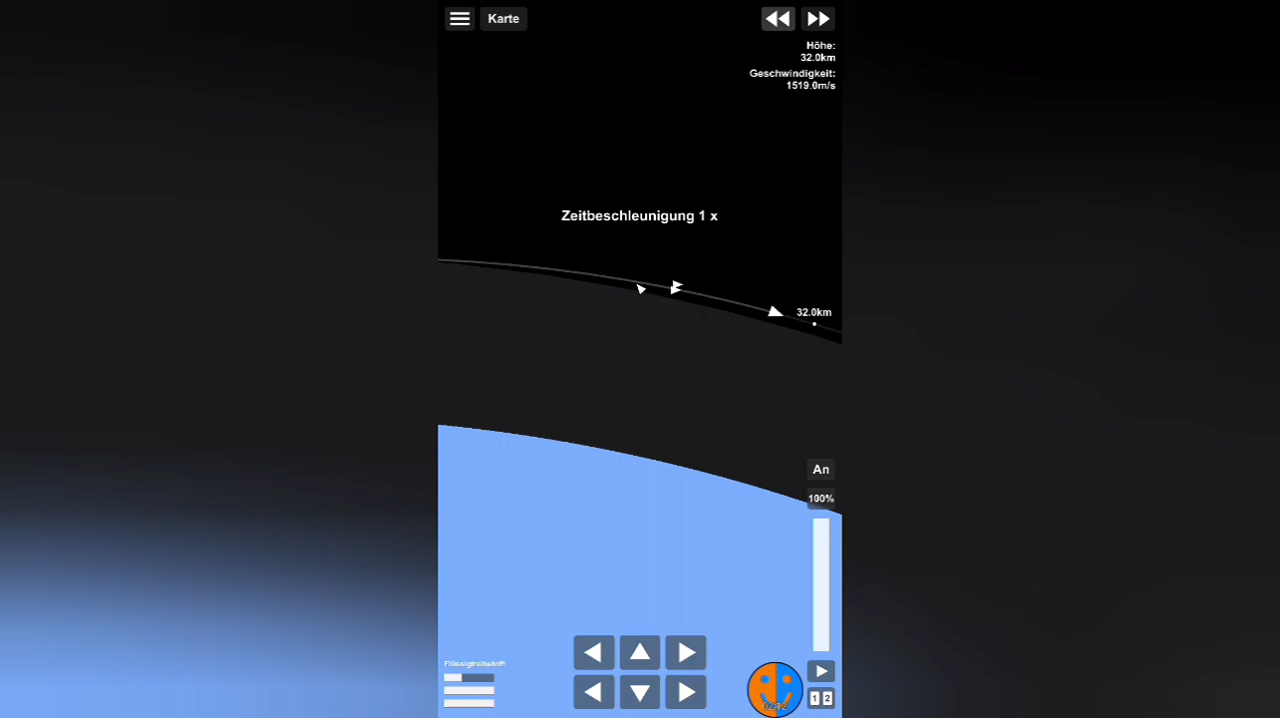 Karte
Höhe:
32.0km
Geschwindigkeit:
1519.0m/s
Zeitbeschleunigung 1 x
32.0km
An
100%
Flüssigtreibstoff:
1 2